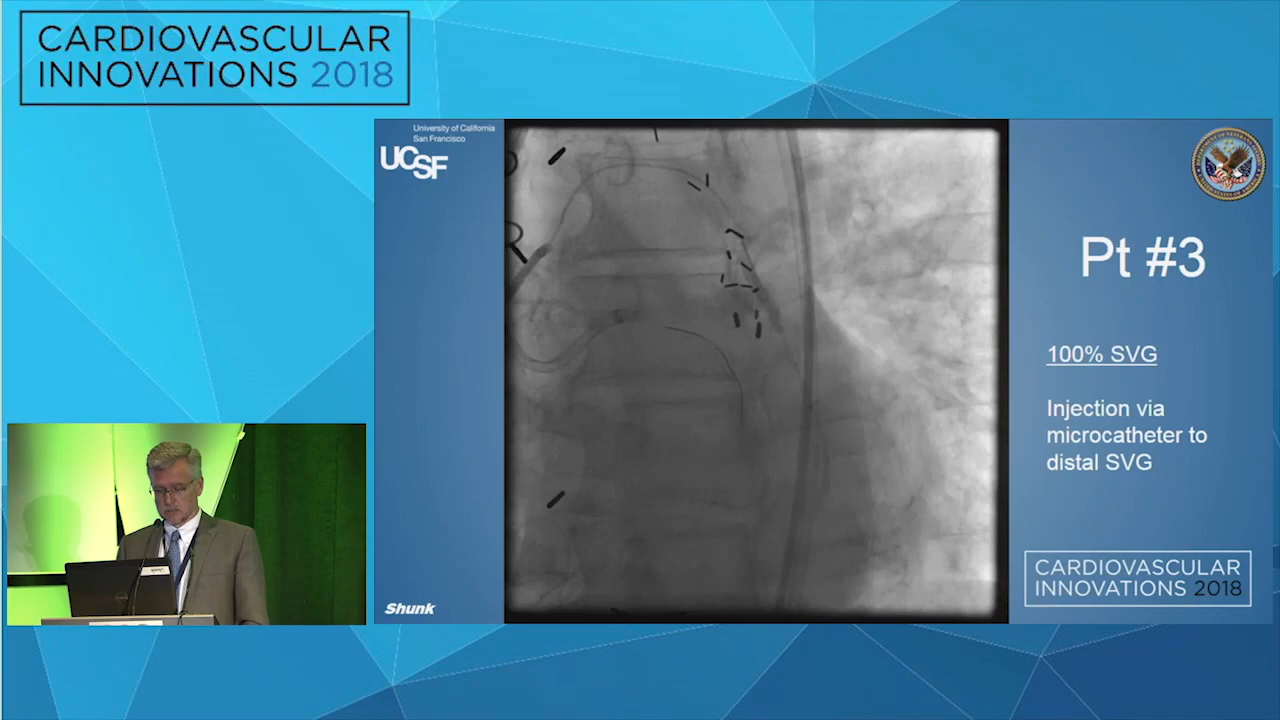 CARDIOVASCULAR
INNOVATIONS 2018
University of California
San Francisco
UCSF
Pt #3
100% SVG
Injection via
microcatheter to
distal SVG
CARDIOVASCULAR
INNOVATIONS 2018
Shunk